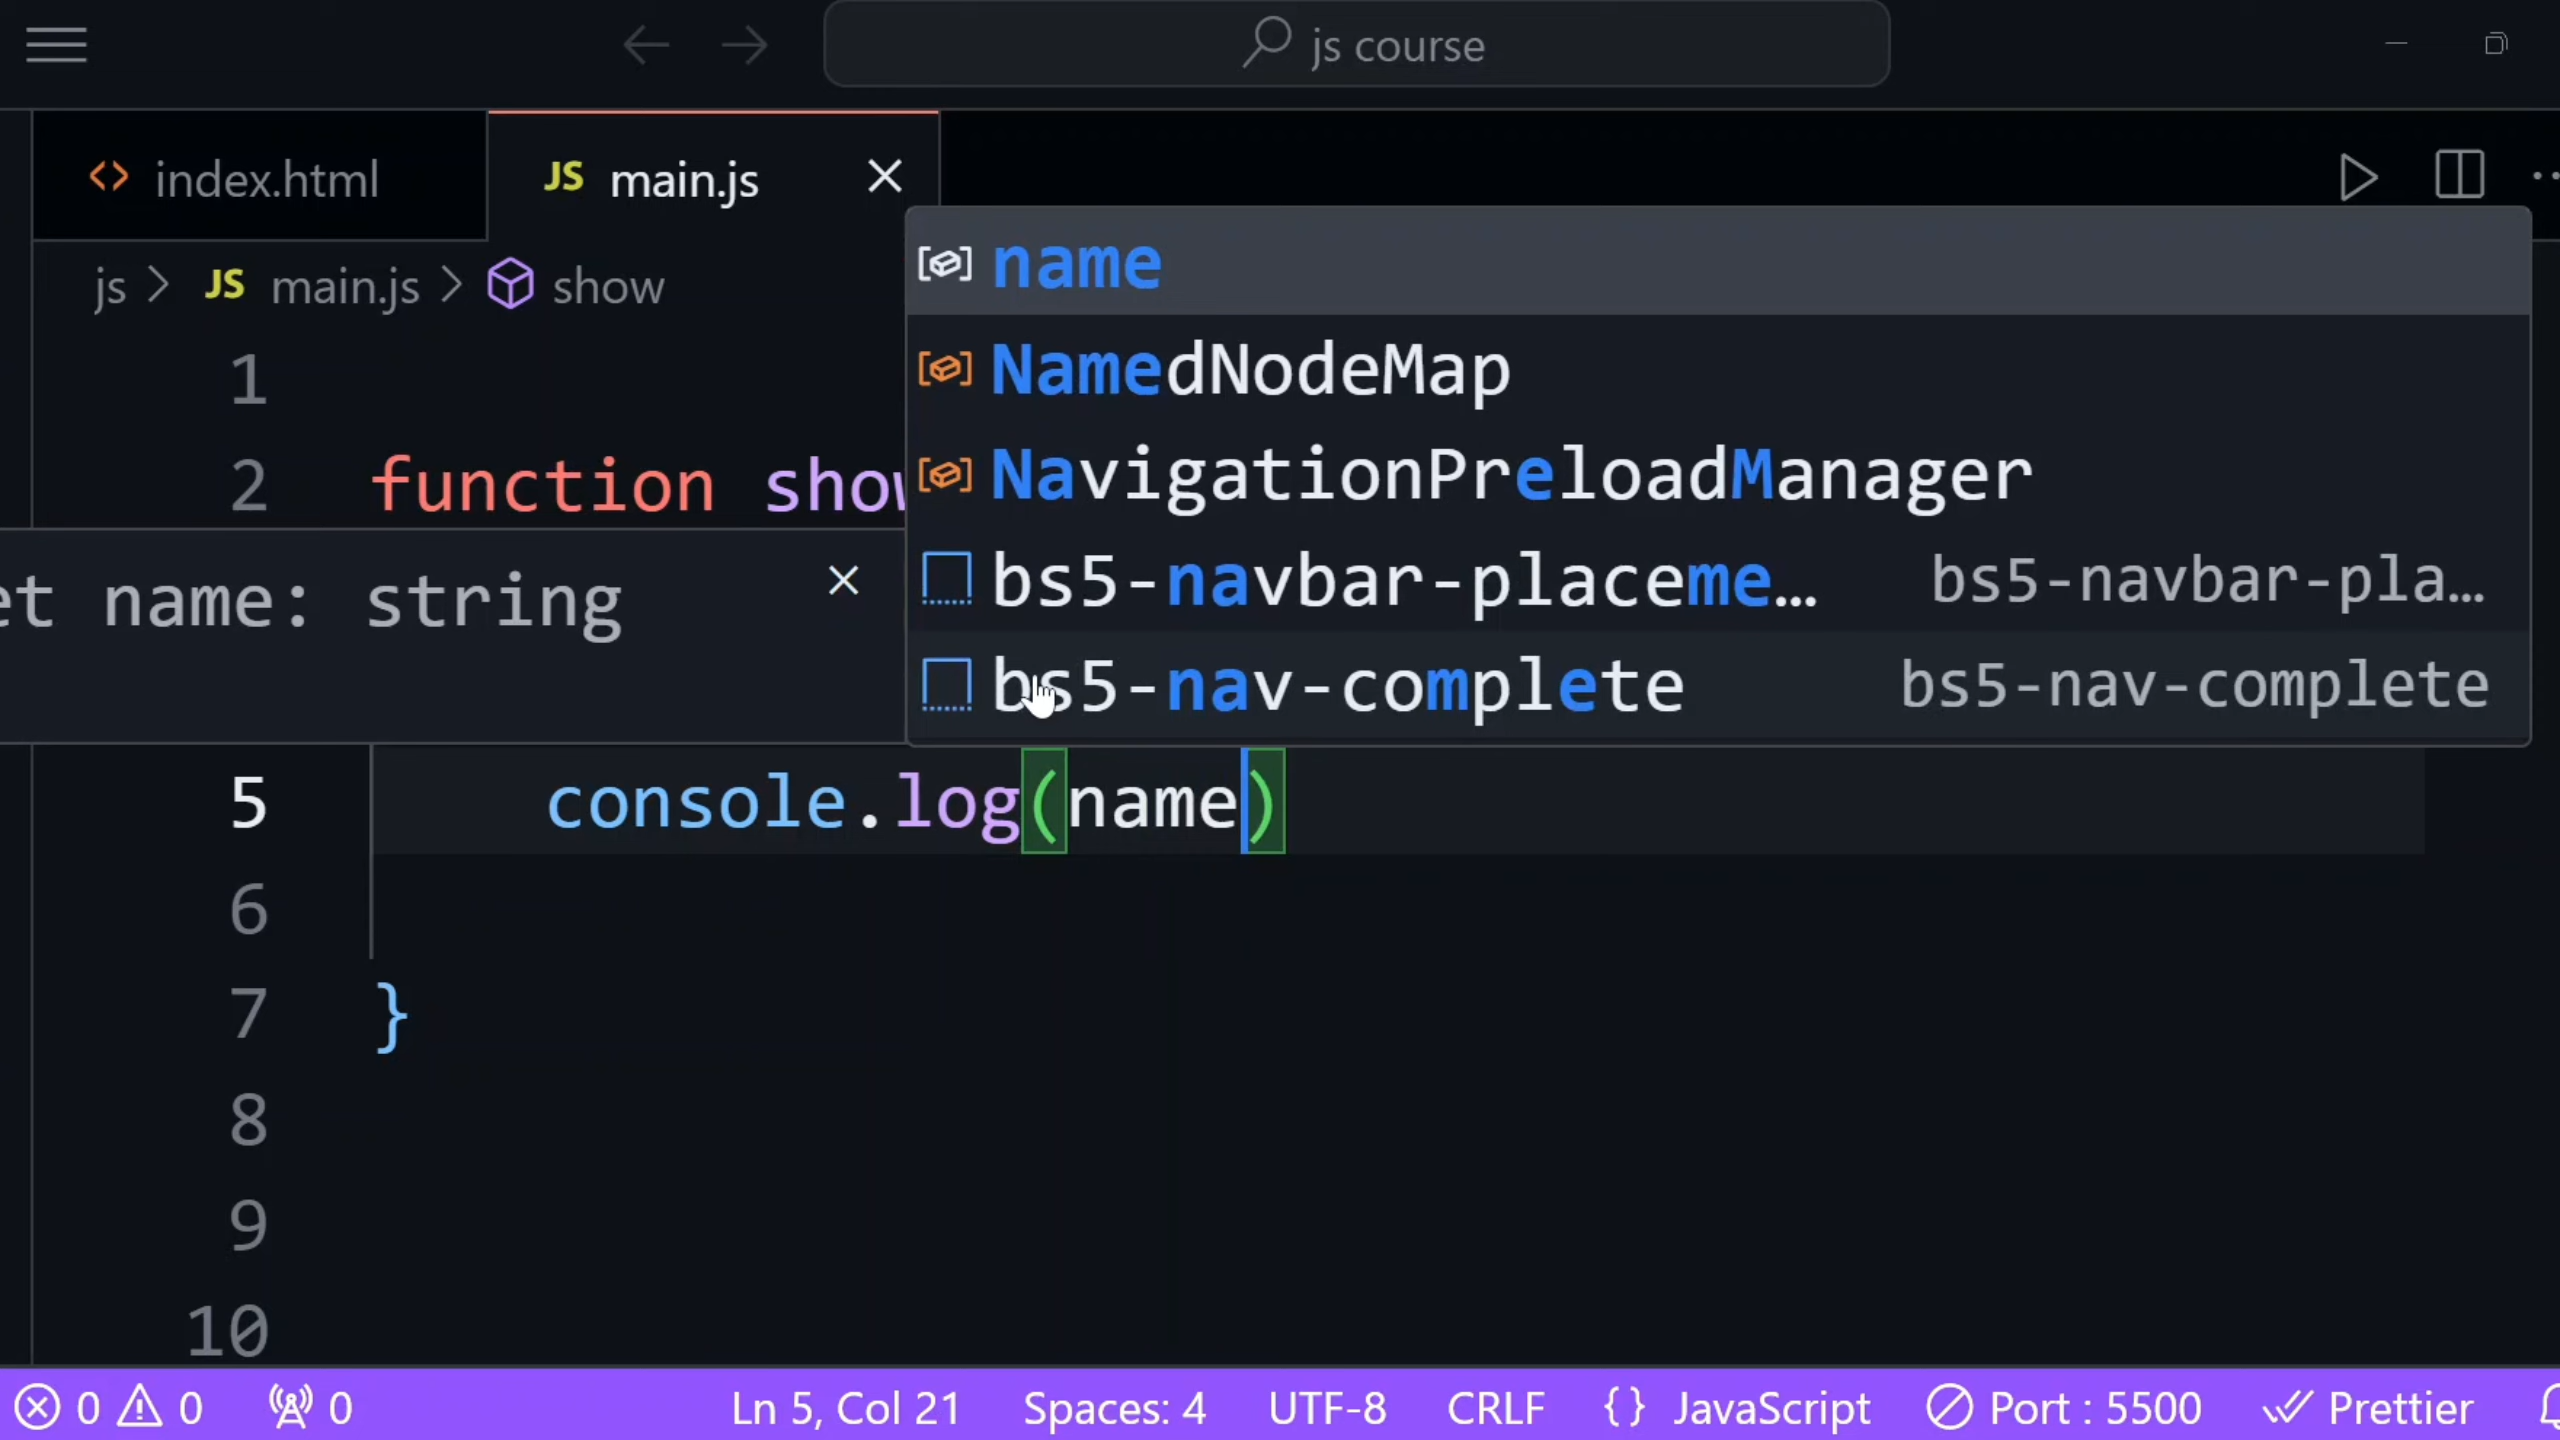 js course
index.html
JS main.js
js > JS main.js > show
name
NamedNodeMap
NavigationPreloadManager
bs5-navbar-placeme… bs5-navbar-pla…
bs5-nav-complete bs5-nav-complete
1
2 function
name: string
5 console.log(name)
6
7 }
8
9
10
0 0 0 Ln 5, Col 21 Spaces: 4 UTF-8 CRLF {} JavaScript Port : 5500 Prettier